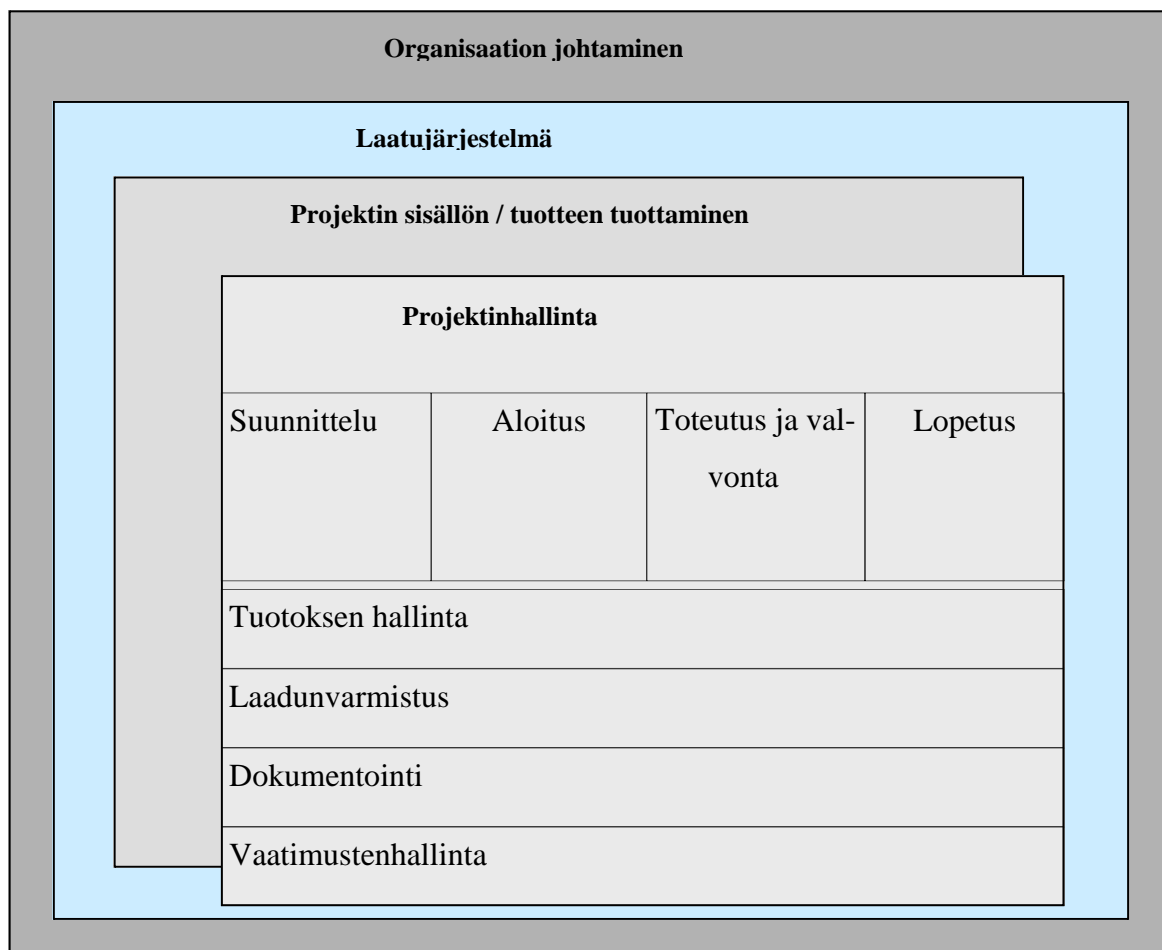 Organisaation johtaminen
Laatujärjestelmä
Projektin sisällön / tuotteen tuottaminen
Projektinhallinta
Suunnittelu
Aloitus
Toteutus ja val-
vonta
Lopetus
Tuotoksen hallinta
Laadunvarmistus
Dokumentointi
Vaatimustenhallinta